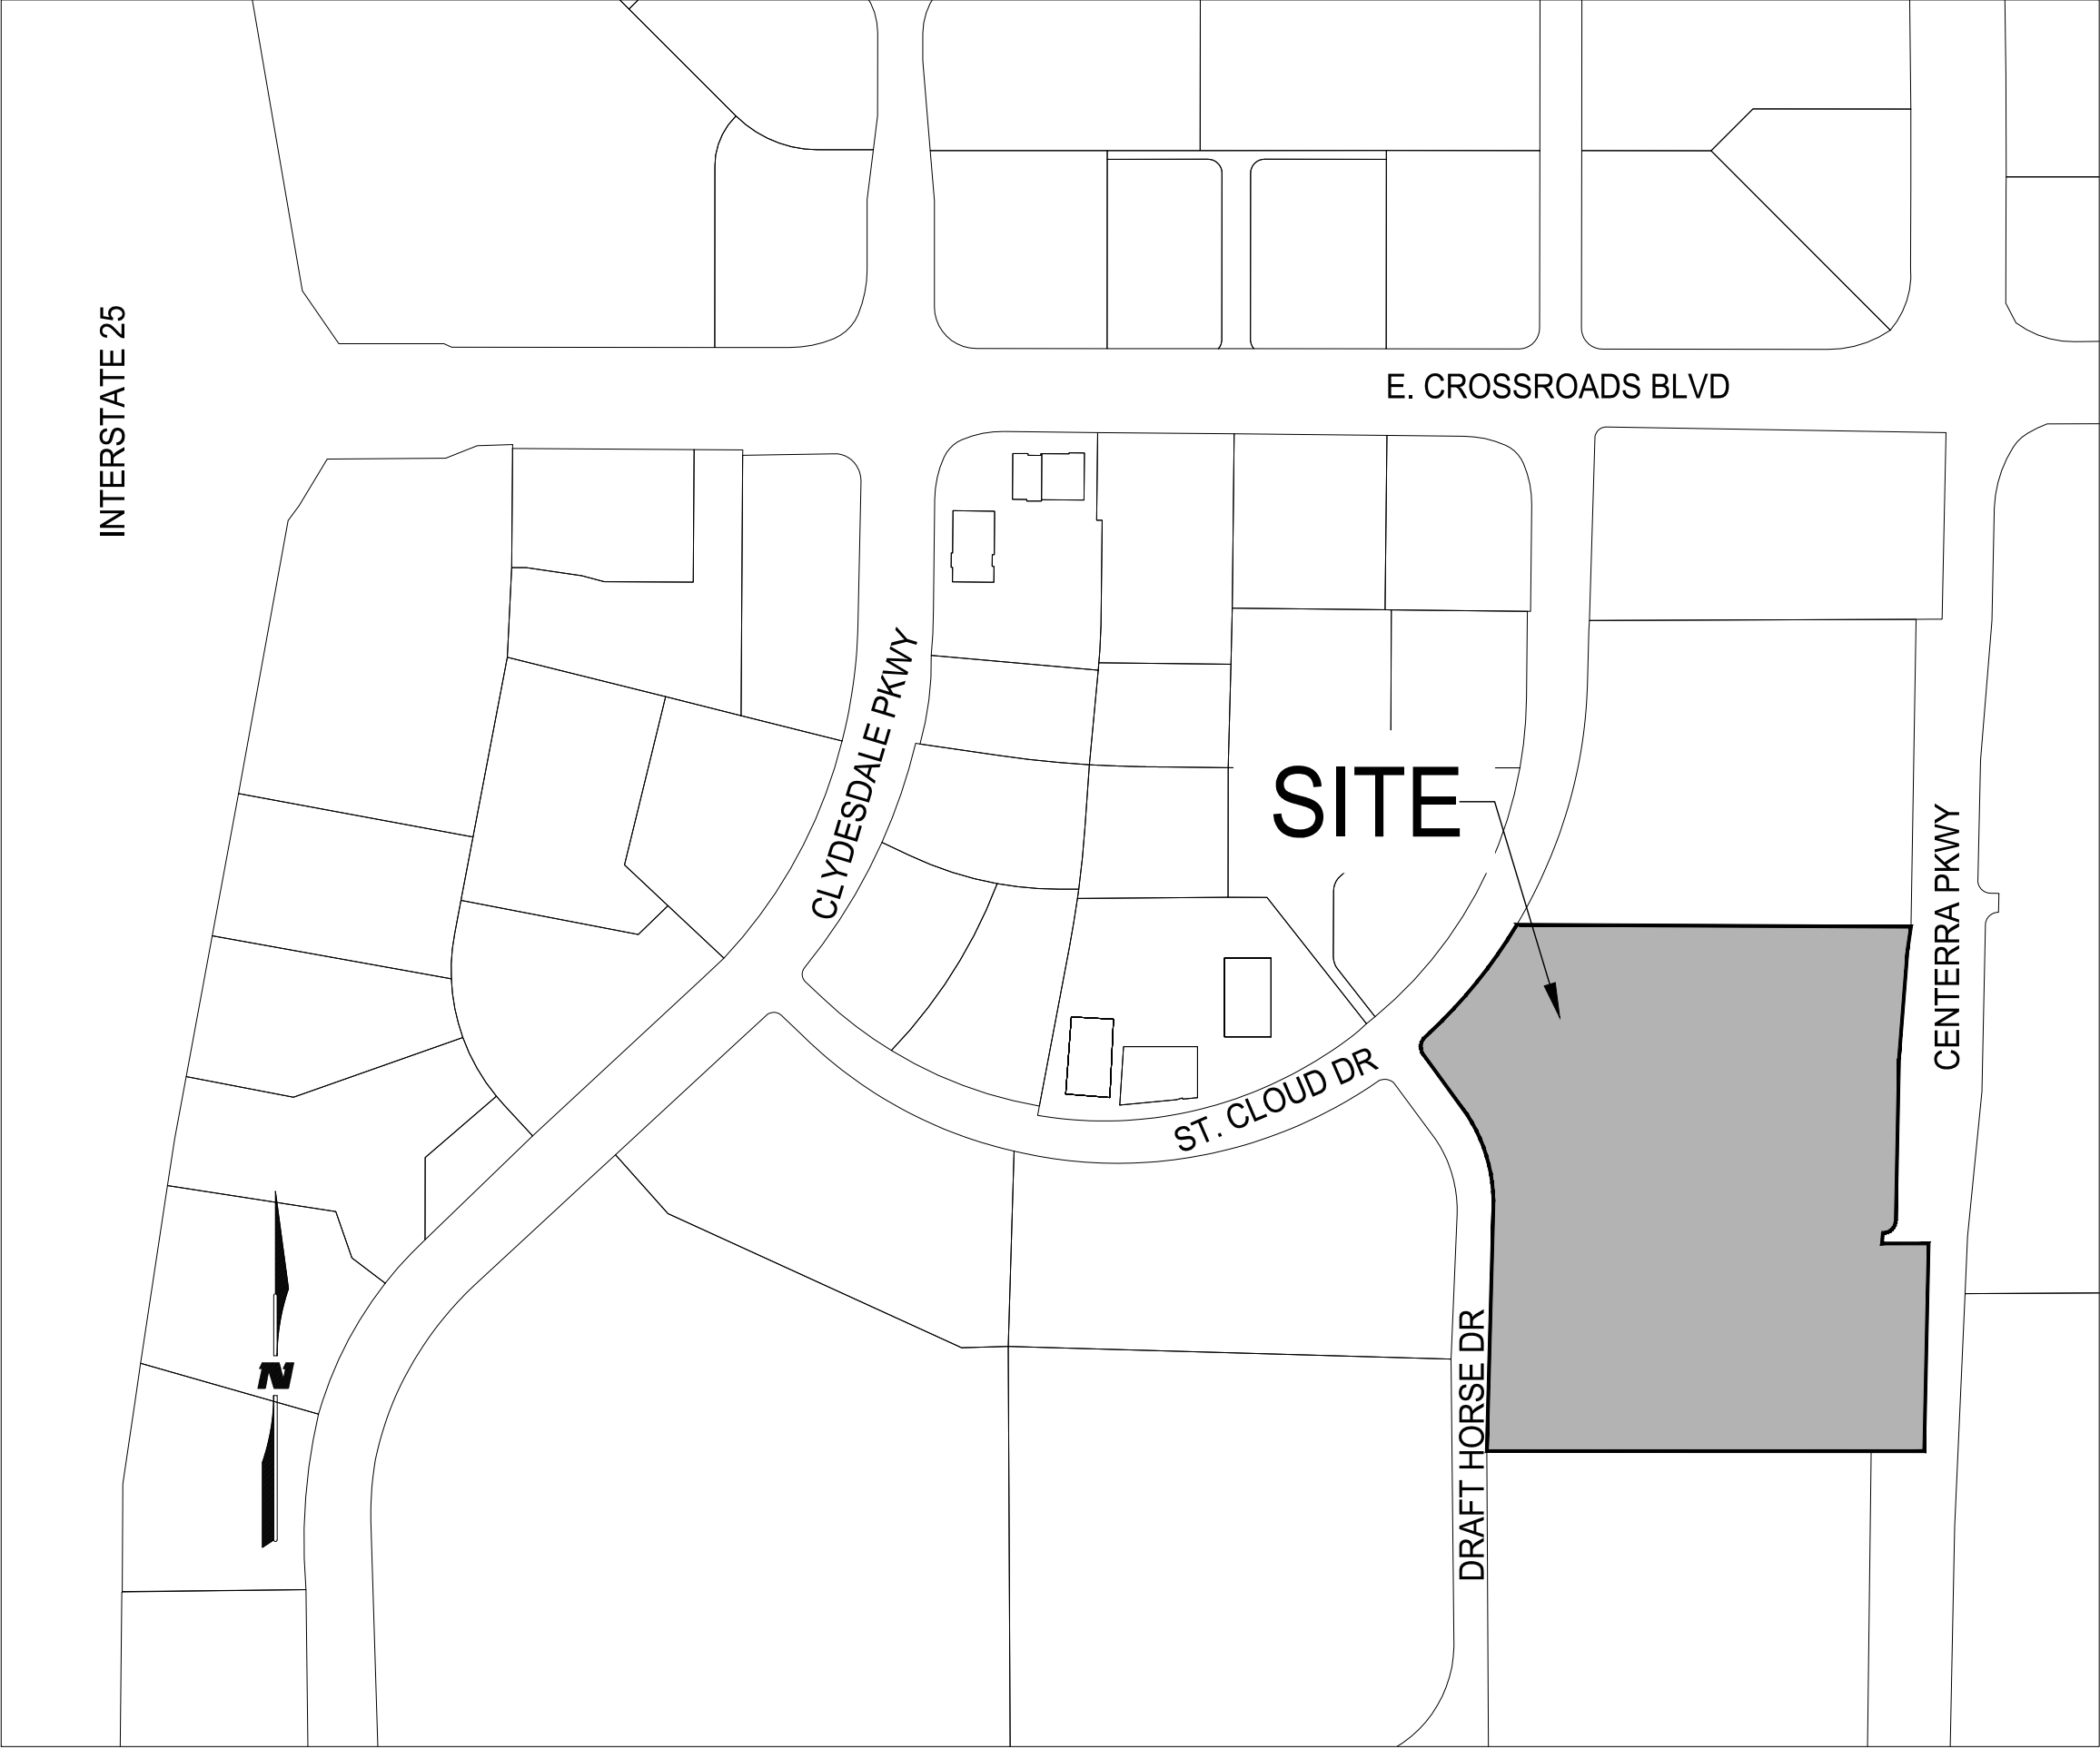 INTERSTATE 25
E. CROSSROADS BLVD
CLYDESDALE PKWY
SITE
CENTERRA PKWY
ST. CLOUD DR
DRAFT HORSE DR
N